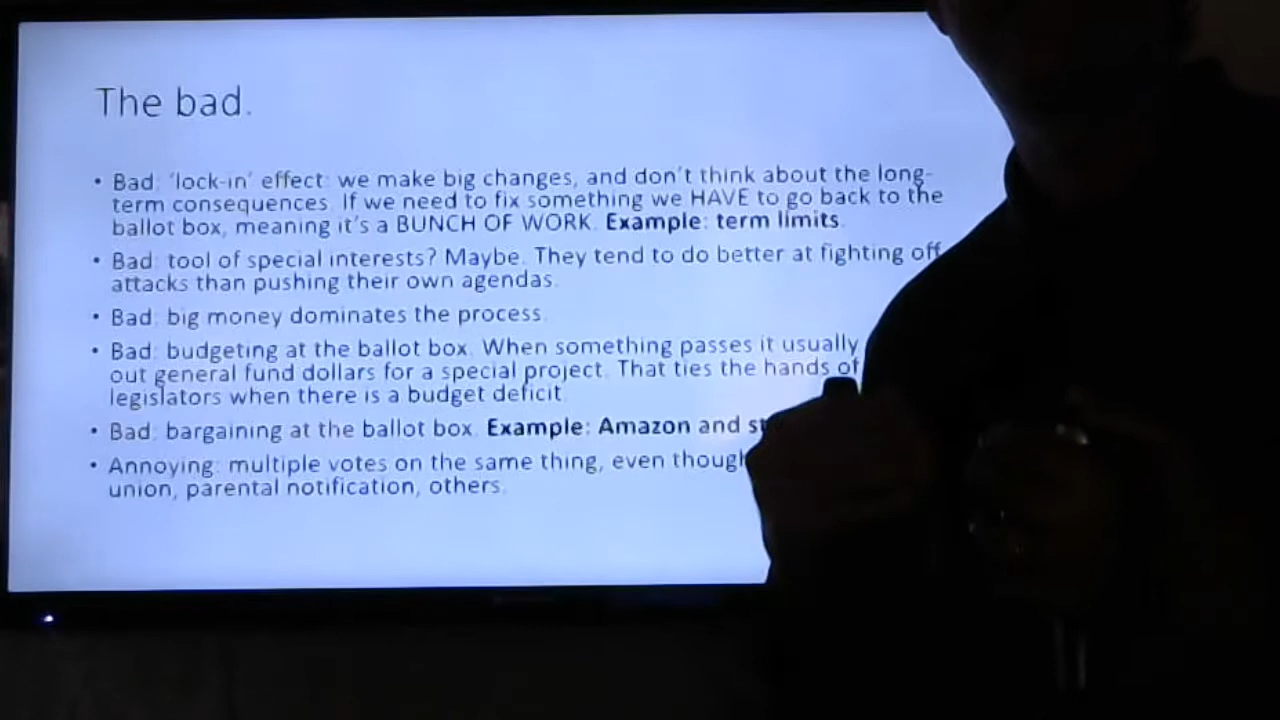 The bad.
• Bad: 'lock-in' effect: we make big changes, and don't think about the long-
term consequences. If we need to fix something we HAVE to go back to the
ballot box, meaning it's a BUNCH OF WORK. Example: term limits.
• Bad: tool of special interests? Maybe. They tend to do better at fighting off
attacks than pushing their own agendas.
• Bad: big money dominates the process.
• Bad: budgeting at the ballot box. When something passes it usually
out general fund dollars for a special project. That ties the hands of
legislators when there is a budget deficit.
• Bad: bargaining at the ballot box. Example: Amazon and
• Annoying: multiple votes on the same thing, even
union, parental notification, others.